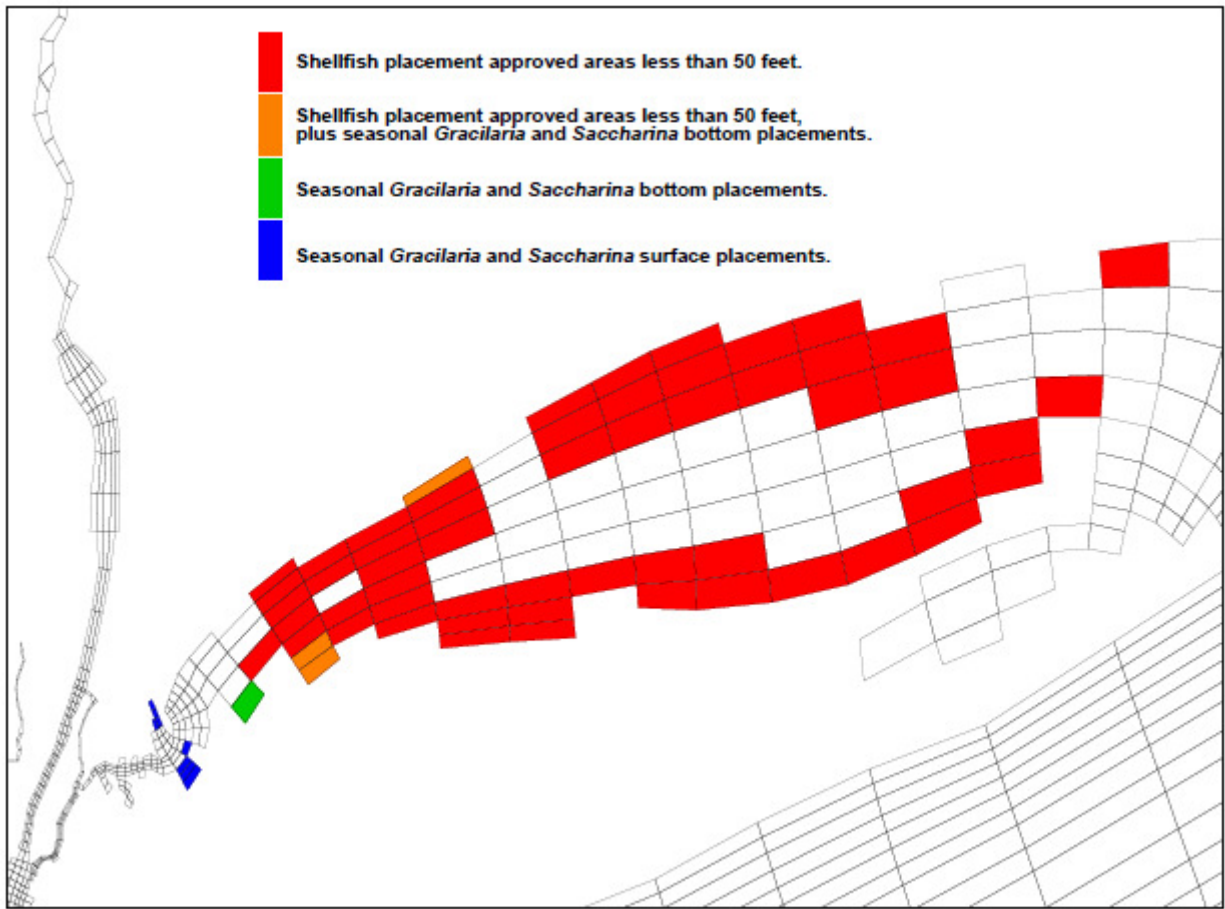 Shellfish placement approved areas less than 50 feet.
Shellfish placement approved areas less than 50 feet,
plus seasonal Gracilaria and Saccharina bottom placements.
Seasonal Gracilaria and Saccharina bottom placements.
Seasonal Gracilaria and Saccharina surface placements.